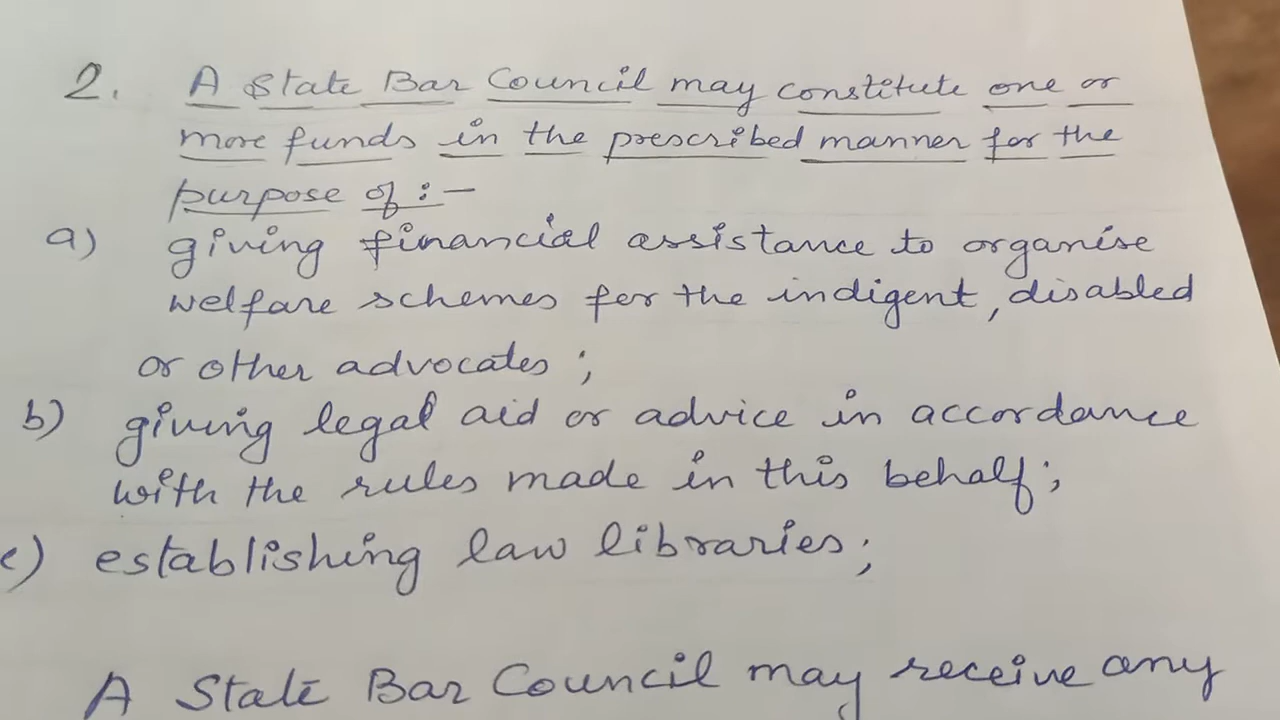 2. A State Bar Council may constitute one or
more funds in the prescribed manner for the
purpose of :-
a) giving financial assistance to organise
welfare schemes for the indigent, disabled
or other advocates ;
b) giving legal aid or advice in accordance
with the rules made in this behalf;
c) establishing law libraries;
A State Bar Council may receive any